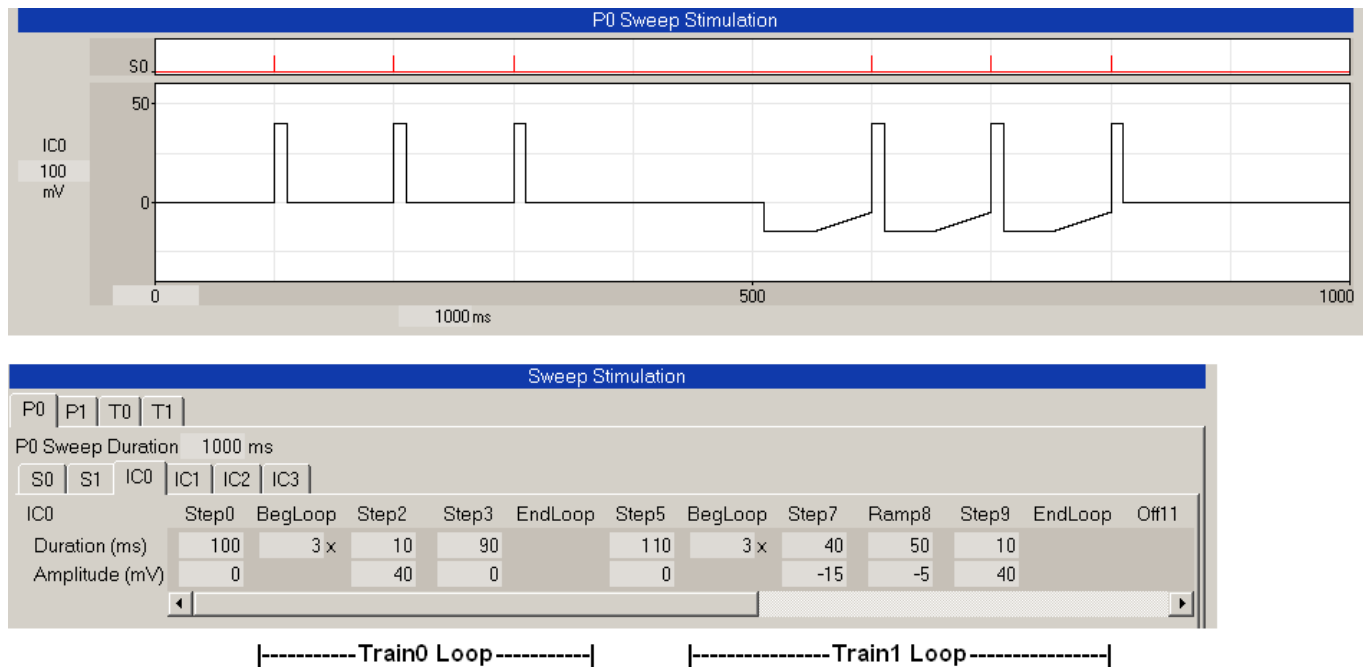 P0 Sweep Stimulation
S0
50
IC0
100
mV
0
0 500 1000
1000 ms
Sweep Stimulation
P0 P1 T0 T1
P0 Sweep Duration 1000 ms
S0 S1 IC0 IC1 IC2 IC3
IC0 Step0 BegLoop Step2 Step3 EndLoop Step5 BegLoop Step7 Ramp8 Step9 EndLoop Off11
Duration (ms) 100 3 x 10 90 110 3 x 40 50 10
Amplitude (mV) 0 40 0 0 -15 -5 40
|-----------Train0 Loop-----------| |----------------Train1 Loop----------------|